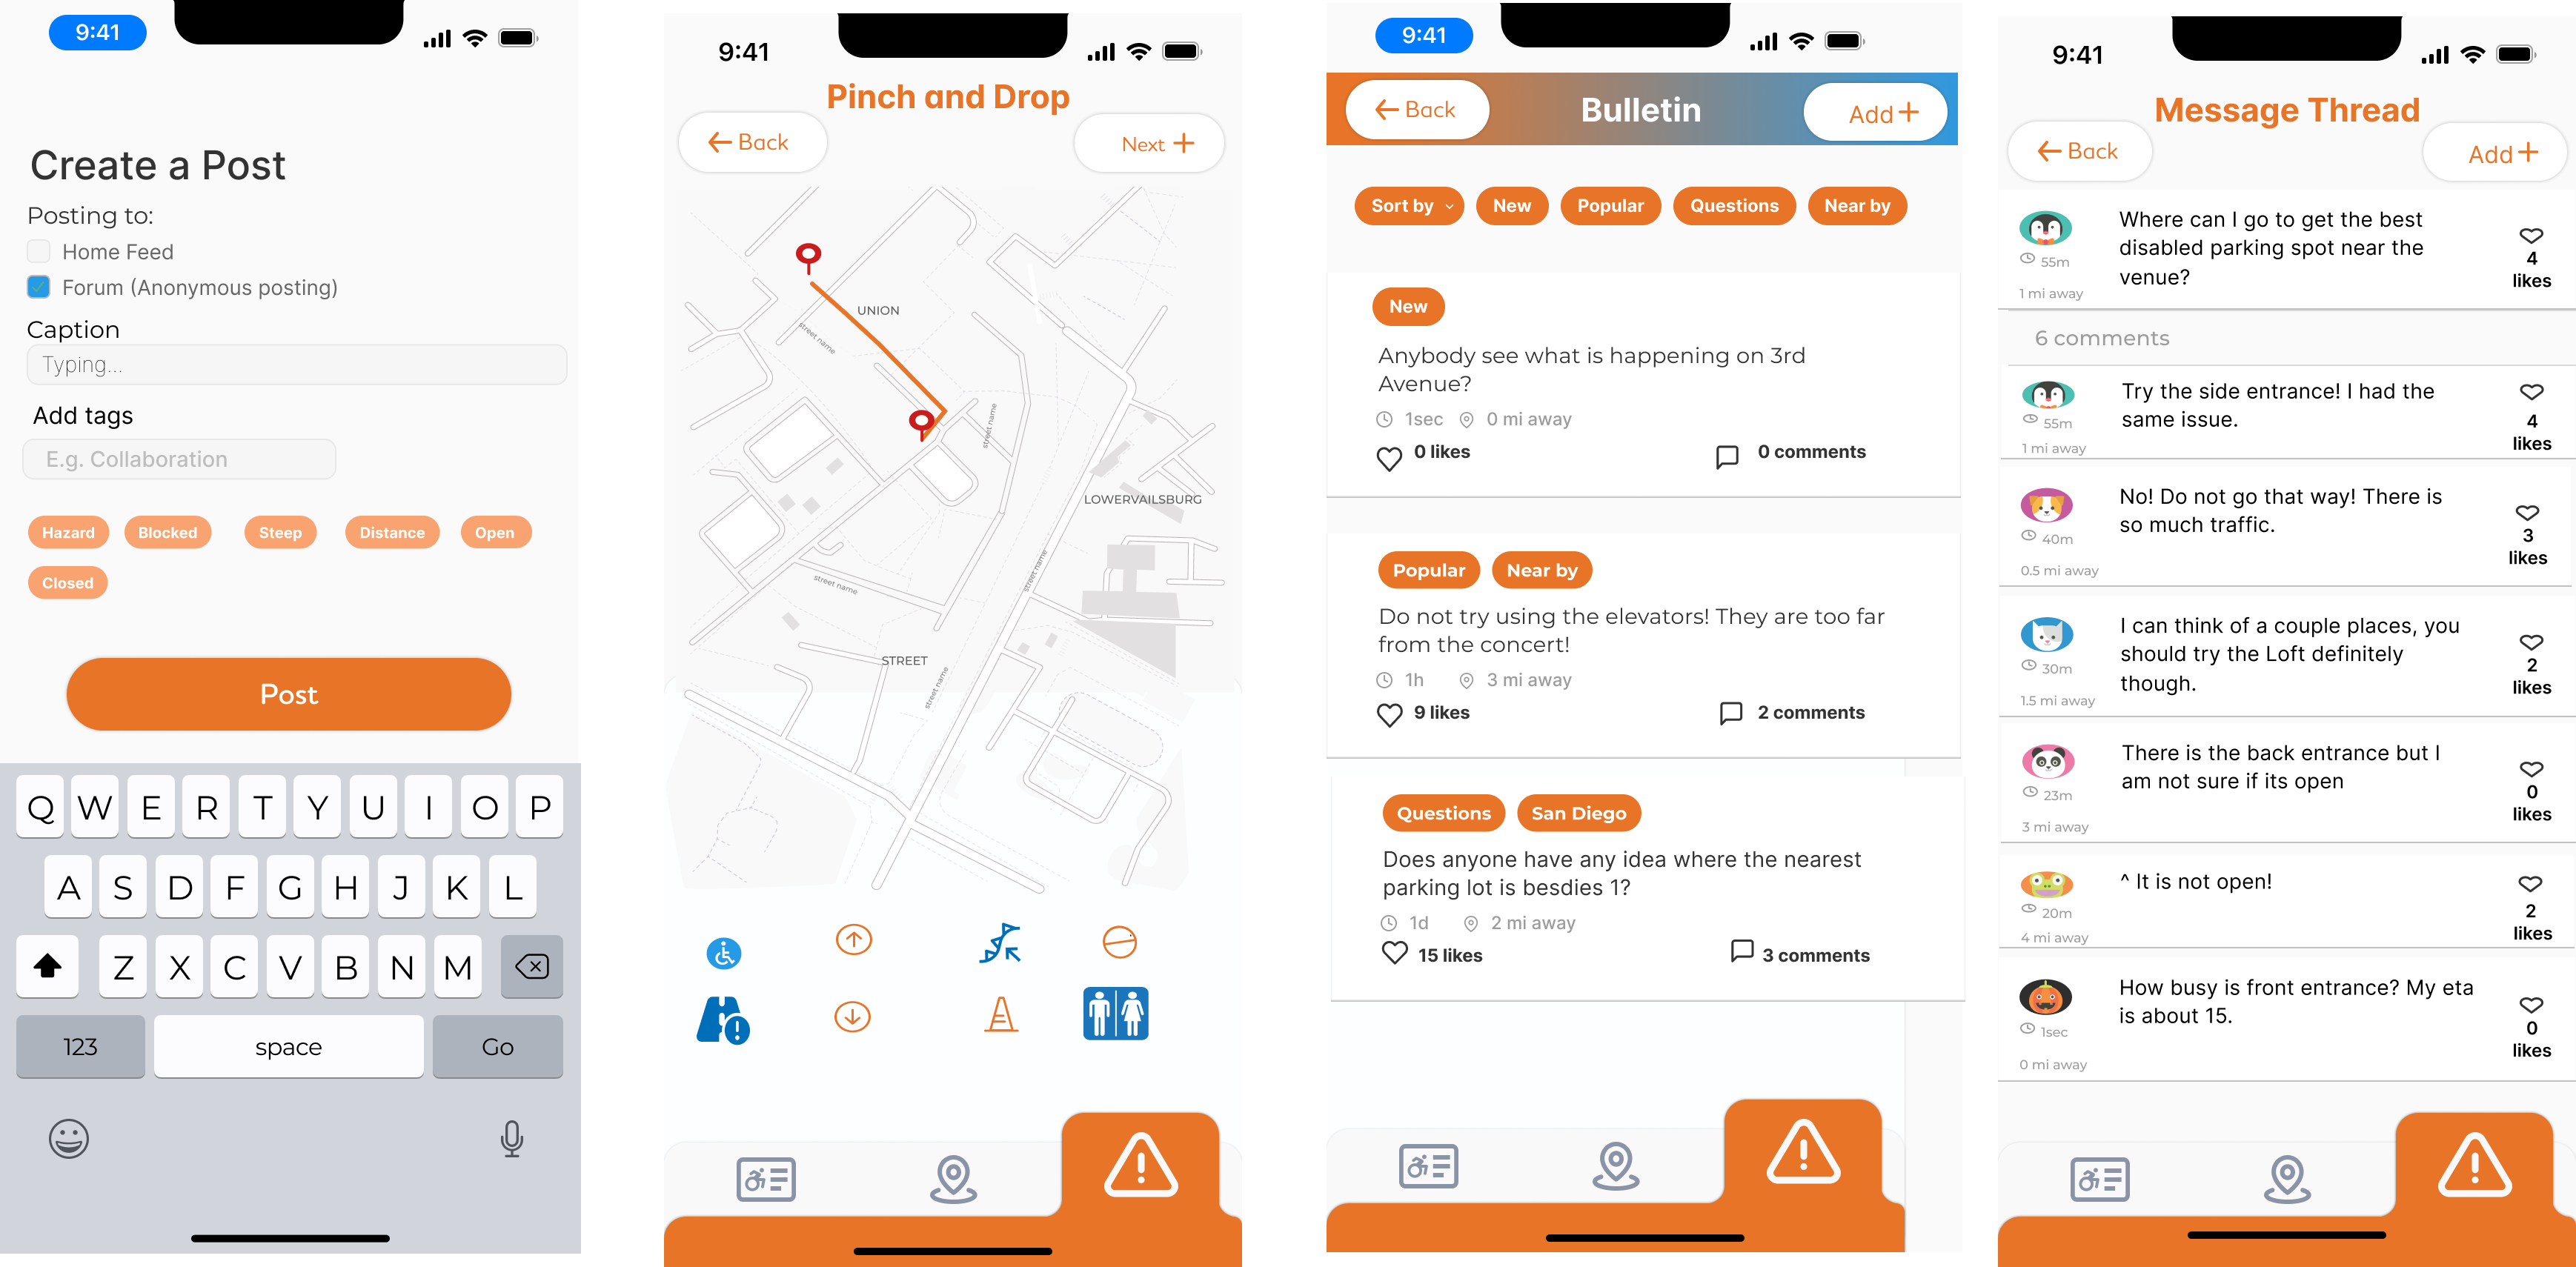 9:41
Create a Post
Posting to:
Home Feed
Forum (Anonymous posting)
Caption
Typing...
Add tags
E.g. Collaboration
Hazard Blocked Steep Distance Open
Closed
Post
Q W E R T Y U I O P
A S D F G H J K L
Z X C V B N M
123 space Go
9:41
Pinch and Drop
Back Next
UNION
street name
street name
LOWERVAILSBURG
street name
street name
STREET
street name
9:41
Back Bulletin Add
Sort by New Popular Questions Near by
New
Anybody see what is happening on 3rd
Avenue?
1sec 0 mi away
0 likes 0 comments
Popular Near by
Do not try using the elevators! They are too far
from the concert!
1h 3 mi away
9 likes 2 comments
Questions San Diego
Does anyone have any idea where the nearest
parking lot is besdies 1?
1d 2 mi away
15 likes 3 comments
9:41
Message Thread
Back Add
Where can I go to get the best
disabled parking spot near the
venue?
55m
1 mi away
4
likes
6 comments
Try the side entrance! I had the
same issue.
55m
1 mi away
4
likes
No! Do not go that way! There is
so much traffic.
40m
0.5 mi away
3
likes
I can think of a couple places, you
should try the Loft definitely
though.
30m
1.5 mi away
2
likes
There is the back entrance but I
am not sure if its open
23m
3 mi away
0
likes
^ It is not open!
20m
4 mi away
2
likes
How busy is front entrance? My eta
is about 15.
1sec
0 mi away
0
likes